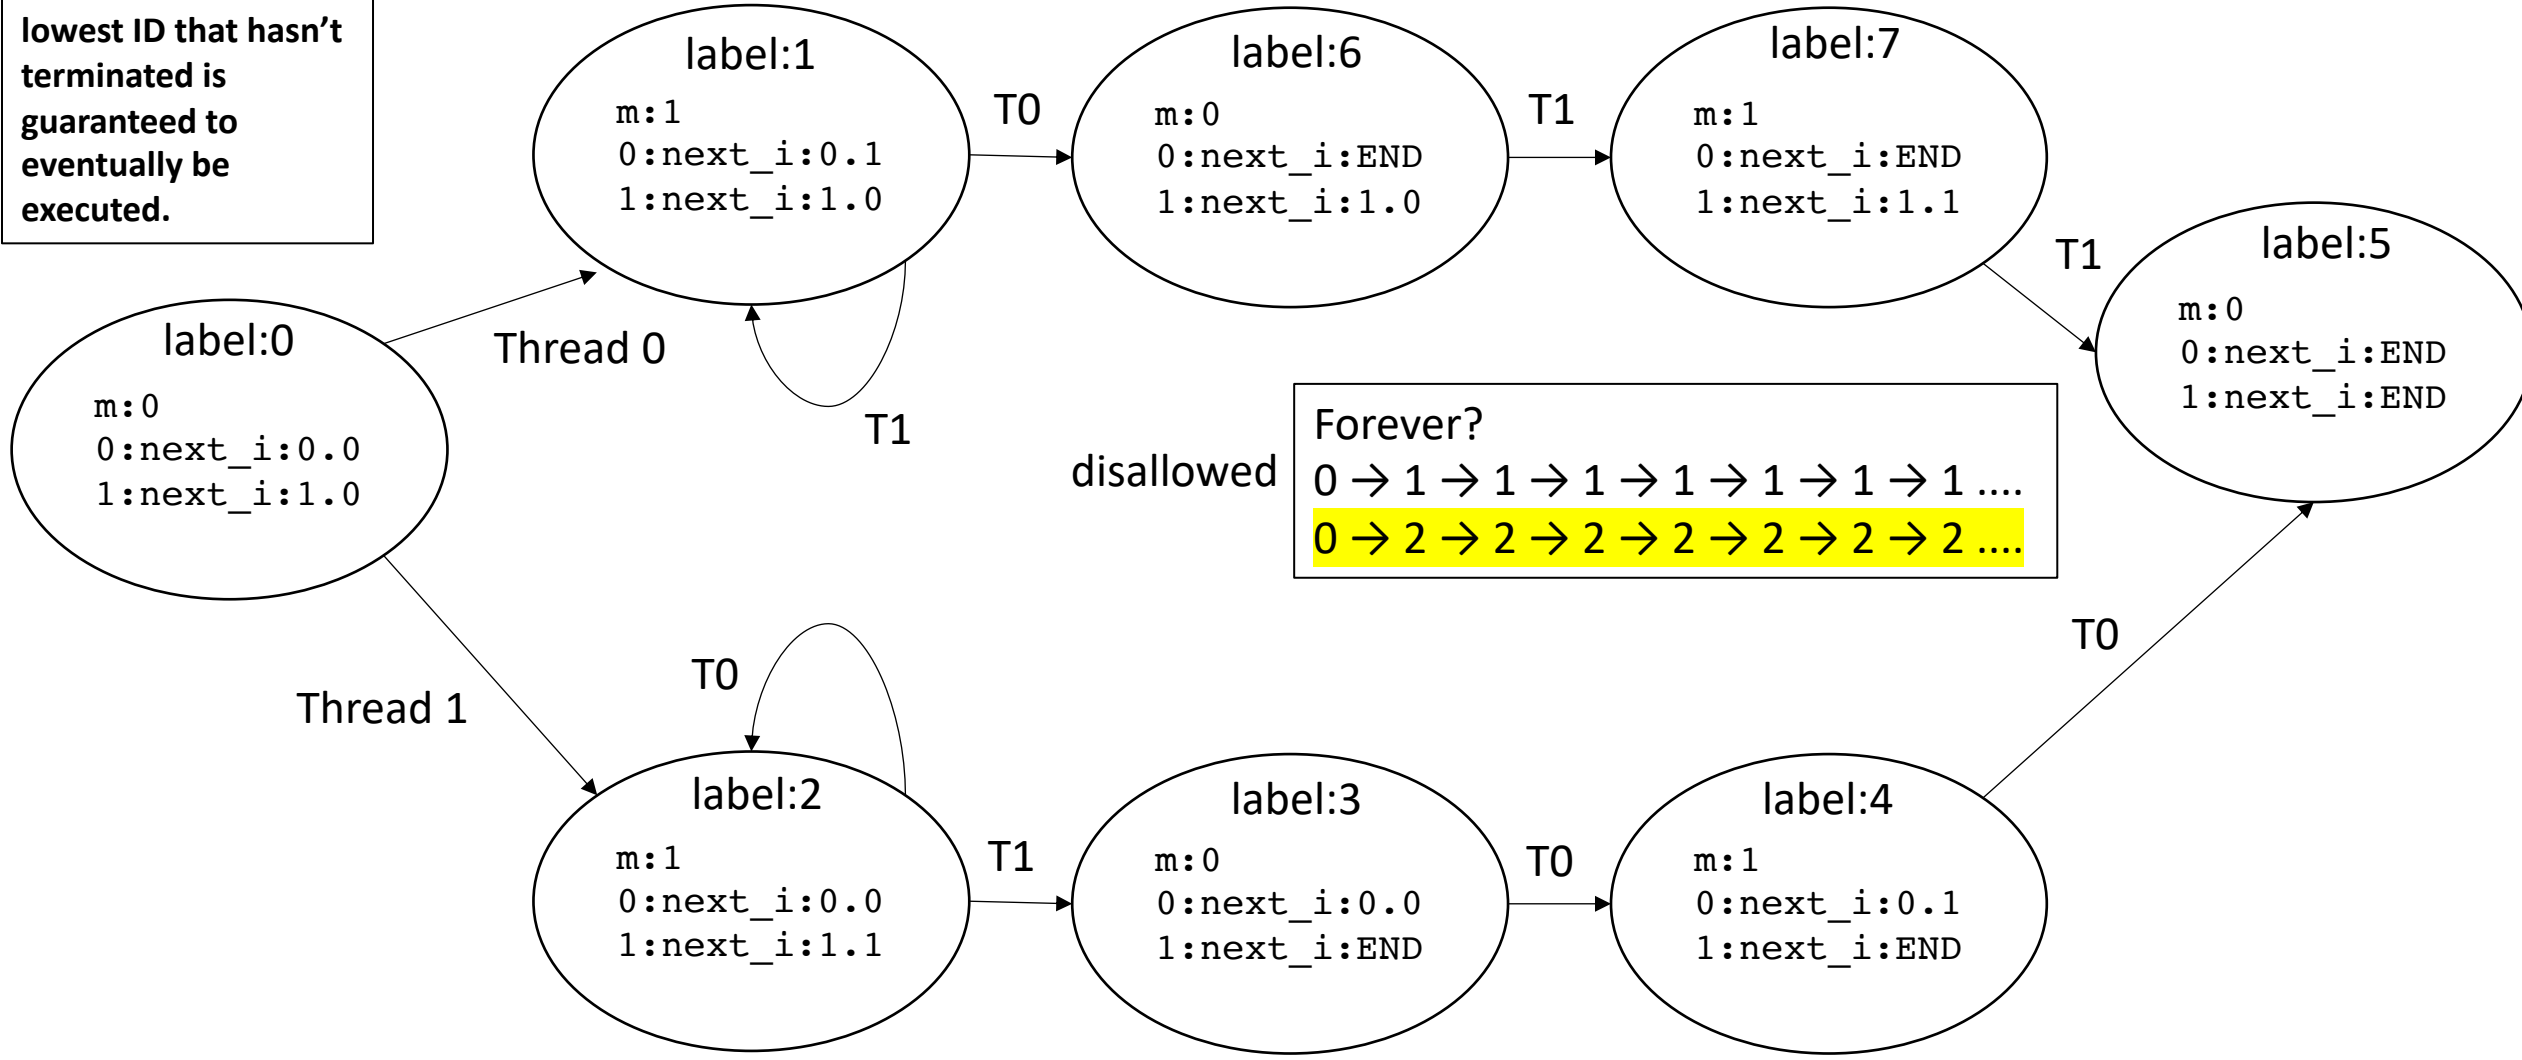 lowest ID that hasn’t
terminated is
guaranteed to
eventually be
executed.
label:1
m:1
0:next_i:0.1
1:next_i:1.0
T0
label:6
m:0
0:next_i:END
1:next_i:1.0
T1
label:7
m:1
0:next_i:END
1:next_i:1.1
T1
label:5
m:0
0:next_i:END
1:next_i:END
label:0
m:0
0:next_i:0.0
1:next_i:1.0
Thread 0
T1
disallowed
Forever?
0 → 1 → 1 → 1 → 1 → 1 → 1 → 1 ....
0 → 2 → 2 → 2 → 2 → 2 → 2 → 2 ....
Thread 1
T0
T0
label:2
m:1
0:next_i:0.0
1:next_i:1.1
T1
label:3
m:0
0:next_i:0.0
1:next_i:END
T0
label:4
m:1
0:next_i:0.1
1:next_i:END